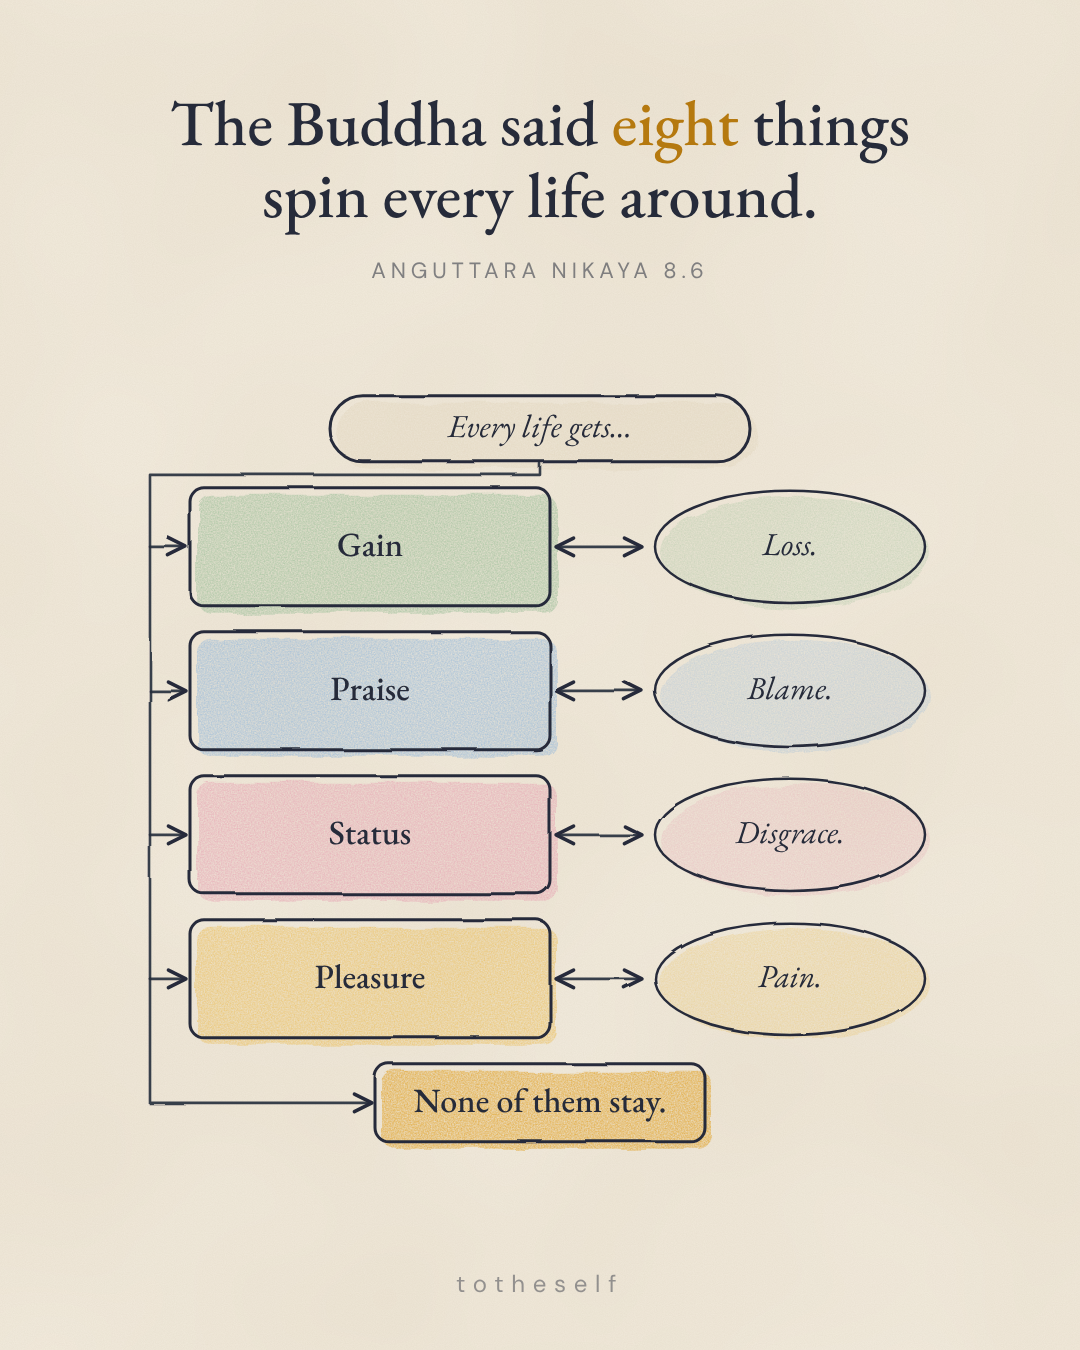 The Buddha said eight things
spin every life around.
ANGUTTARA NIKAYA 8.6
Every life gets...
Gain
Loss.
Praise
Blame.
Status
Disgrace.
Pleasure
Pain.
None of them stay.
totheself